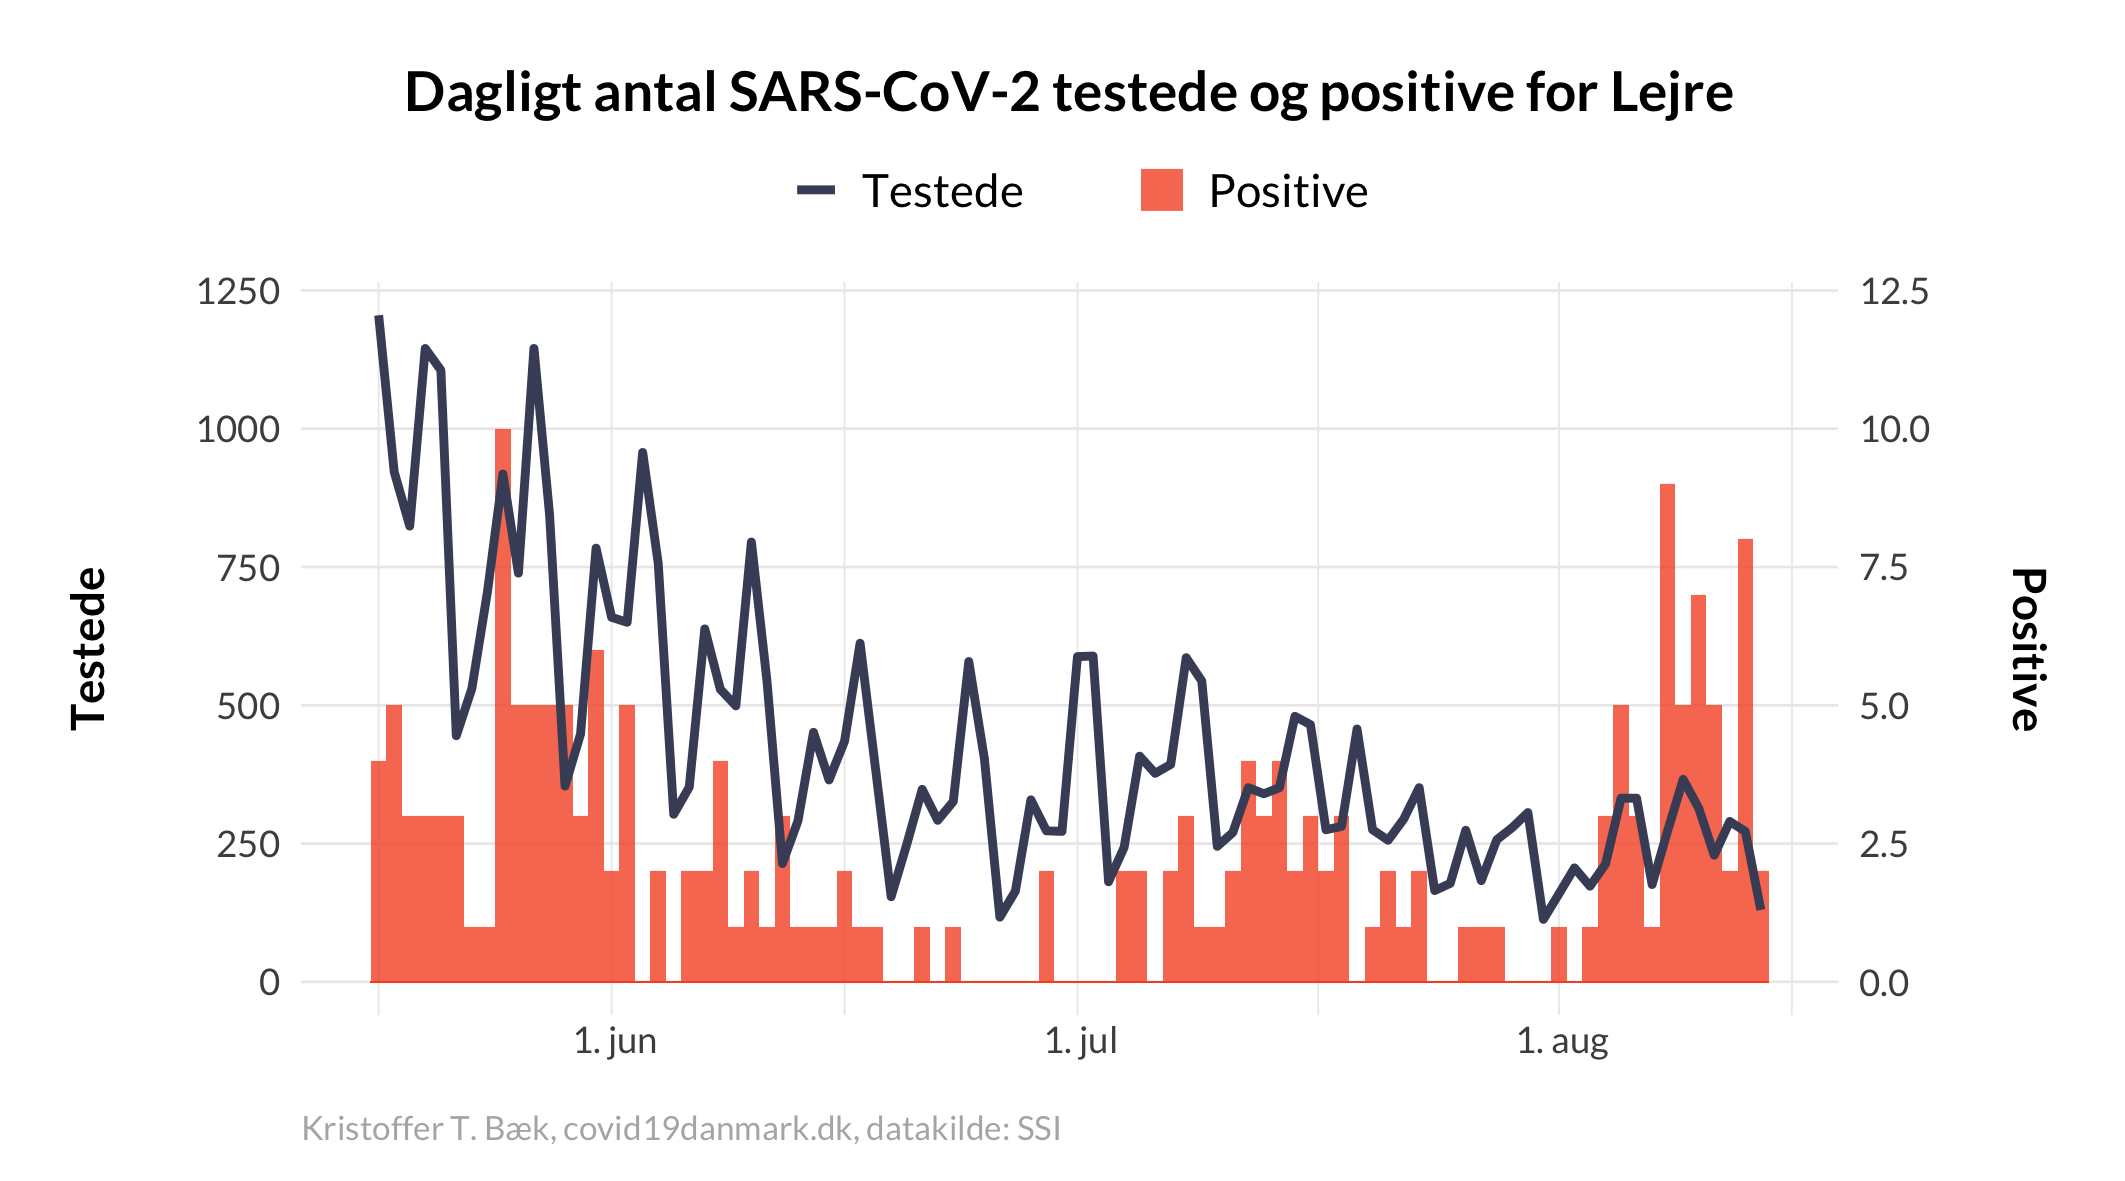 Dagligt antal SARS-CoV-2 testede og positive for Lejre
Testede Positive
1250 12.5
1000 10.0
750 7.5
500 5.0
250 2.5
0 0.0
Testede
Positive
1. jun 1. jul 1. aug
Kristoffer T. Bæk, covid19danmark.dk, datakilde: SSI